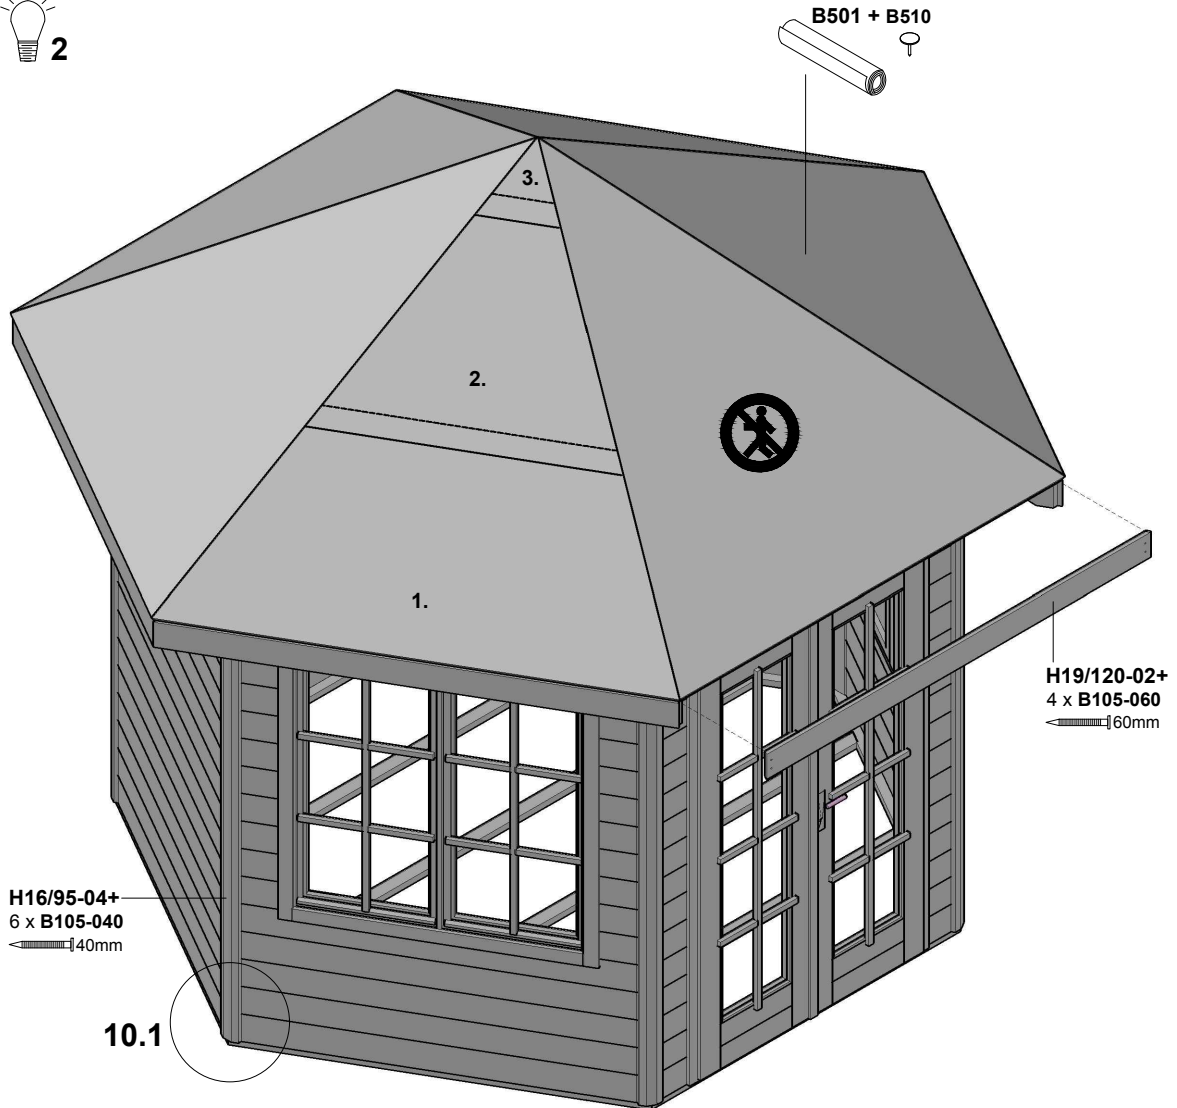 2
B501 + B510
3.
2.
1.
H19/120-02+
4 x B105-060
60mm
H16/95-04+
6 x B105-040
40mm
10.1